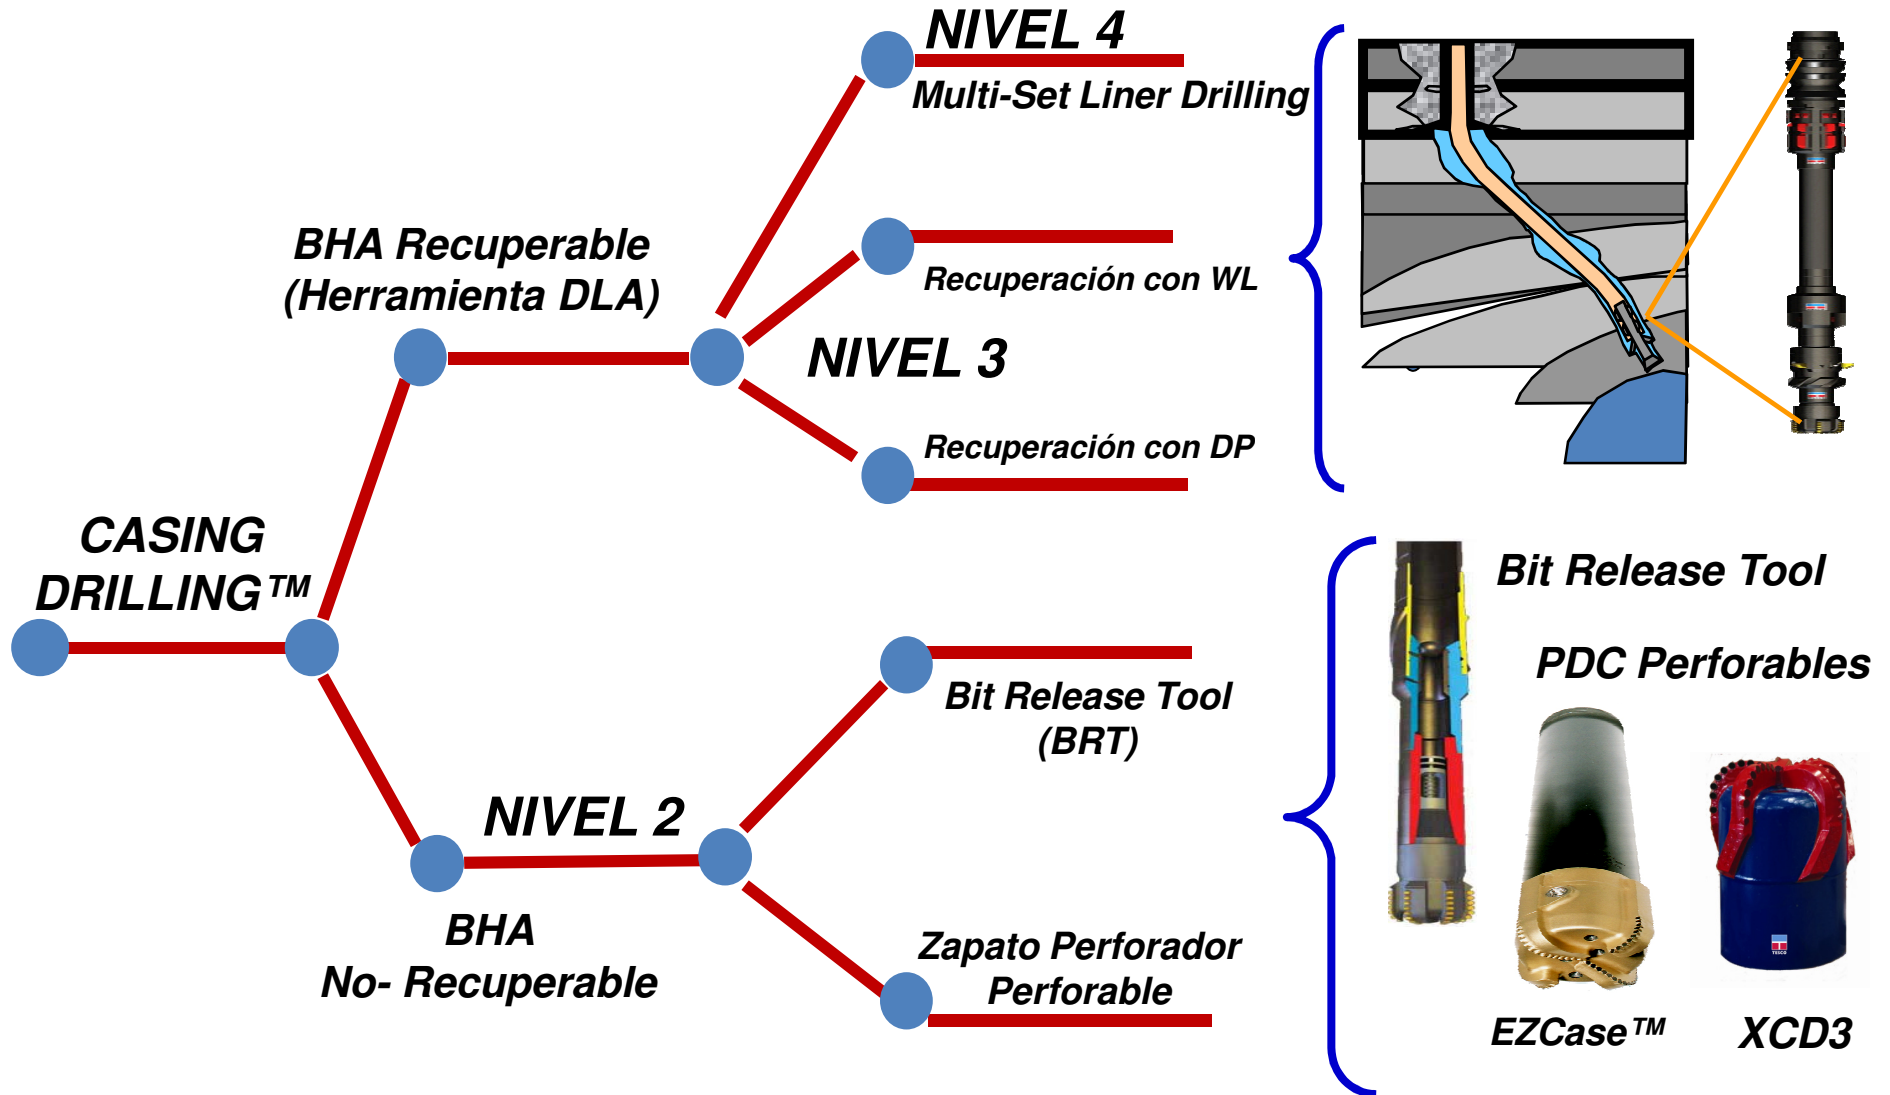 NIVEL 4
Multi-Set Liner Drilling
BHA Recuperable
(Herramienta DLA)
Recuperación con WL
NIVEL 3
Recuperación con DP
CASING
DRILLING™
Bit Release Tool
PDC Perforables
Bit Release Tool
(BRT)
NIVEL 2
BHA
No- Recuperable
Zapato Perforador
Perforable
TESCO
EZCase™
XCD3